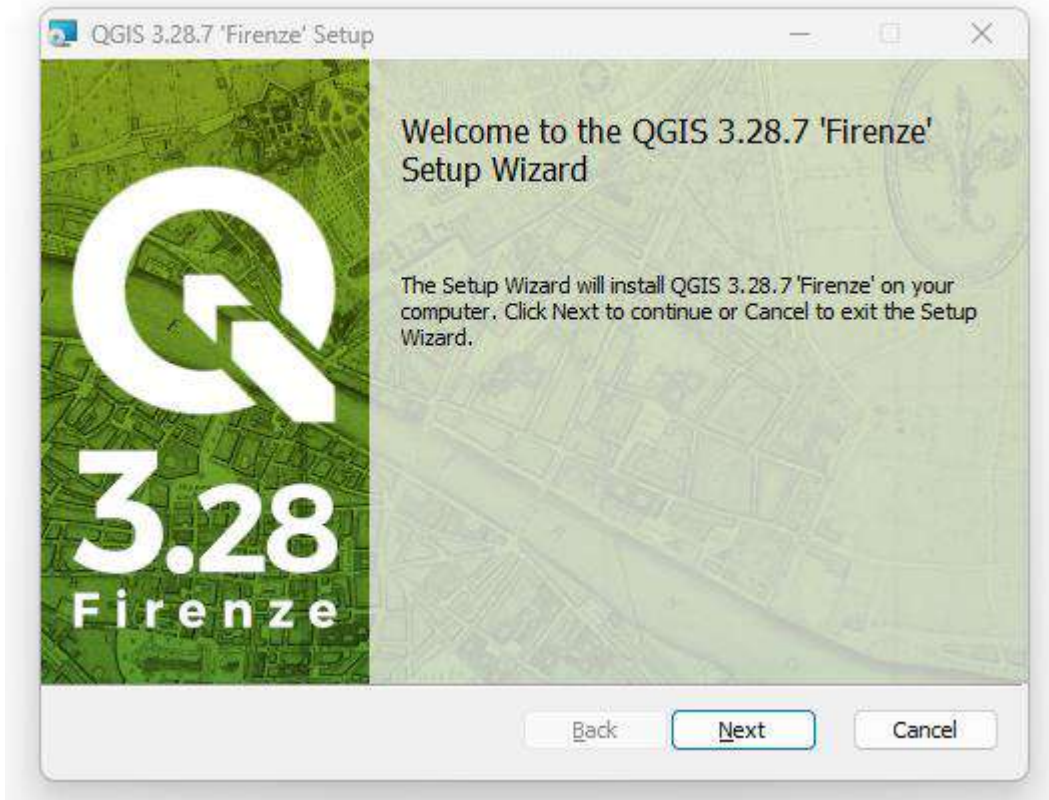 QGIS 3.28.7 'Firenze' Setup
Welcome to the QGIS 3.28.7 'Firenze'
Setup Wizard
The Setup Wizard will install QGIS 3.28.7 'Firenze' on your
computer. Click Next to continue or Cancel to exit the Setup
Wizard.
3.28
Firenze
Back Next Cancel